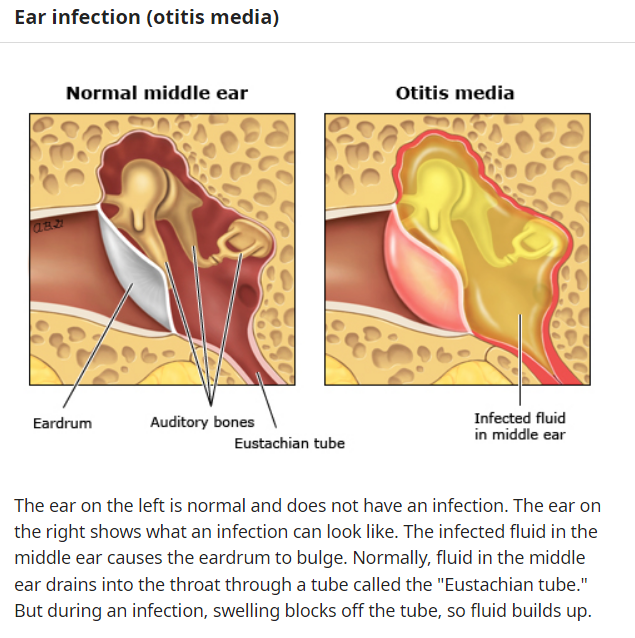 Ear infection (otitis media)
Normal middle ear
Otitis media
Eardrum
Auditory bones
Eustachian tube
Infected fluid
in middle ear
The ear on the left is normal and does not have an infection. The ear on
the right shows what an infection can look like. The infected fluid in the
middle ear causes the eardrum to bulge. Normally, fluid in the middle
ear drains into the throat through a tube called the "Eustachian tube."
But during an infection, swelling blocks off the tube, so fluid builds up.